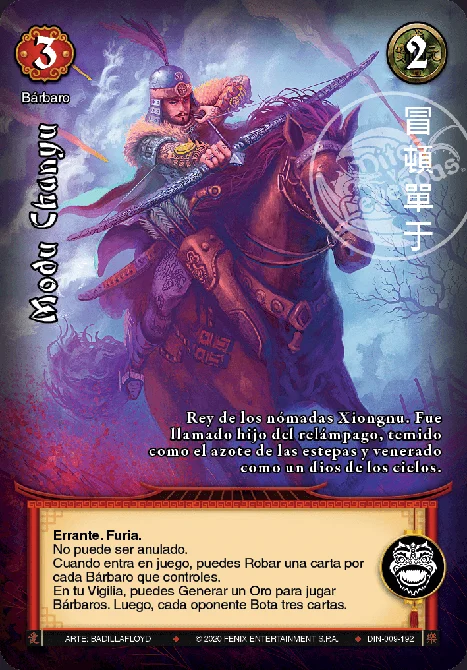 3
2
Bárbaro
Modu Chanyu
冒頓單于
Rey de los nómadas Xiongnu. Fue
llamado hijo del relámpago, temido
como el azote de las estepas y venerado
como un dios de los cielos.
Errante. Furia.
No puede ser anulado.
Cuando entra en juego, puedes Robar una carta por
cada Bárbaro que controles.
En tu Vigilia, puedes Generar un Oro para jugar
Bárbaros. Luego, cada oponente Bota tres cartas.
ARTE: BADILLAFLOYD
© 2020 FENIX ENTERTAINMENT S.P.A.
DIN-009-192